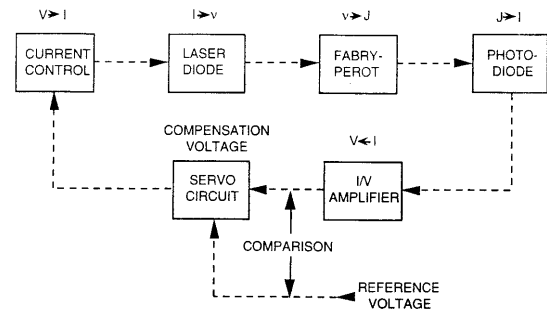 V→I
I→ν
ν→J
J→I
CURRENT
CONTROL
LASER
DIODE
FABRY-
PEROT
PHOTO-
DIODE
COMPENSATION
VOLTAGE
V←I
SERVO
CIRCUIT
I/V
AMPLIFIER
COMPARISON
REFERENCE
VOLTAGE